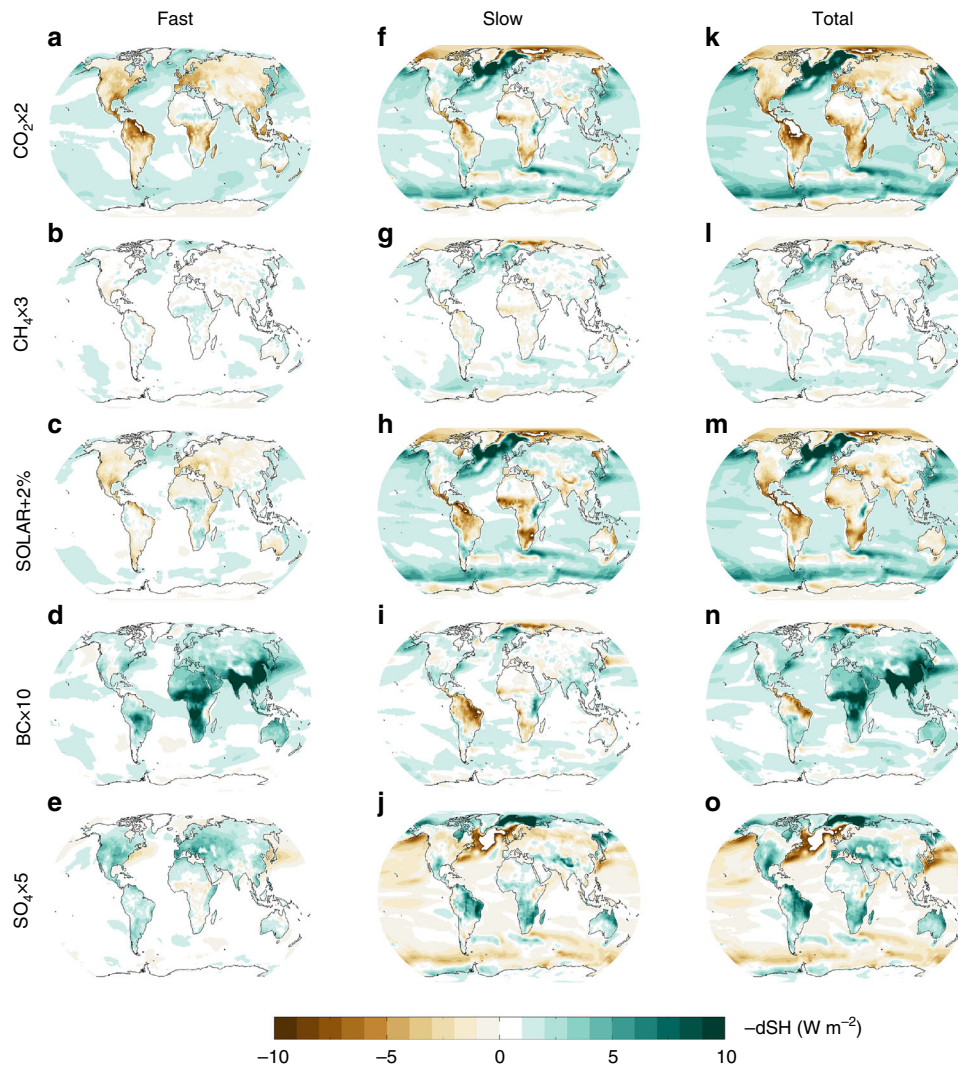 Fast Slow Total
a f k
CO₂×2
b g l
CH₄×3
c h m
SOLAR+2%
d i n
BC×10
e j o
SO₄×5
–dSH (W m⁻²)
–10 –5 0 5 10